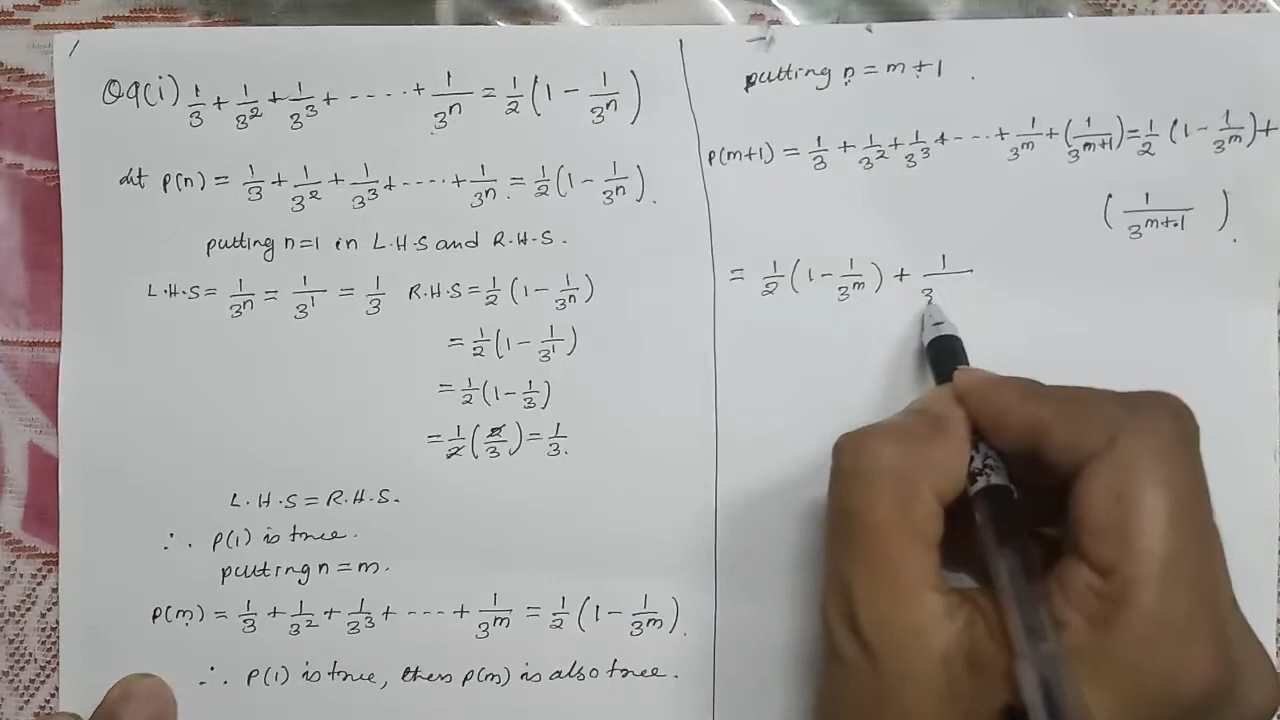 Q9(i) 1/3 + 1/3² + 1/3³ + ---- + 1/3ⁿ = 1/2 (1 - 1/3ⁿ)
let p(n) = 1/3 + 1/3² + 1/3³ + ---- + 1/3ⁿ = 1/2 (1 - 1/3ⁿ).
putting n=1 in L.H.S and R.H.S.
L.H.S = 1/3ⁿ = 1/3¹ = 1/3 R.H.S = 1/2 (1 - 1/3ⁿ)
= 1/2 (1 - 1/3¹)
= 1/2 (1 - 1/3)
= 1/2 (2/3) = 1/3.
L.H.S = R.H.S.
∴ p(1) is true.
putting n = m.
p(m) = 1/3 + 1/3² + 1/3³ + --- + 1/3ᵐ = 1/2 (1 - 1/3ᵐ).
∴ p(1) is true, then p(m) is also true.
putting n = m + 1 .
p(m+1) = 1/3 + 1/3² + 1/3³ + --- + 1/3ᵐ + (1/3ᵐ⁺¹) = 1/2 (1 - 1/3ᵐ) +
(1/3ᵐ⁺¹).
= 1/2 (1 - 1/3ᵐ) + 1/3